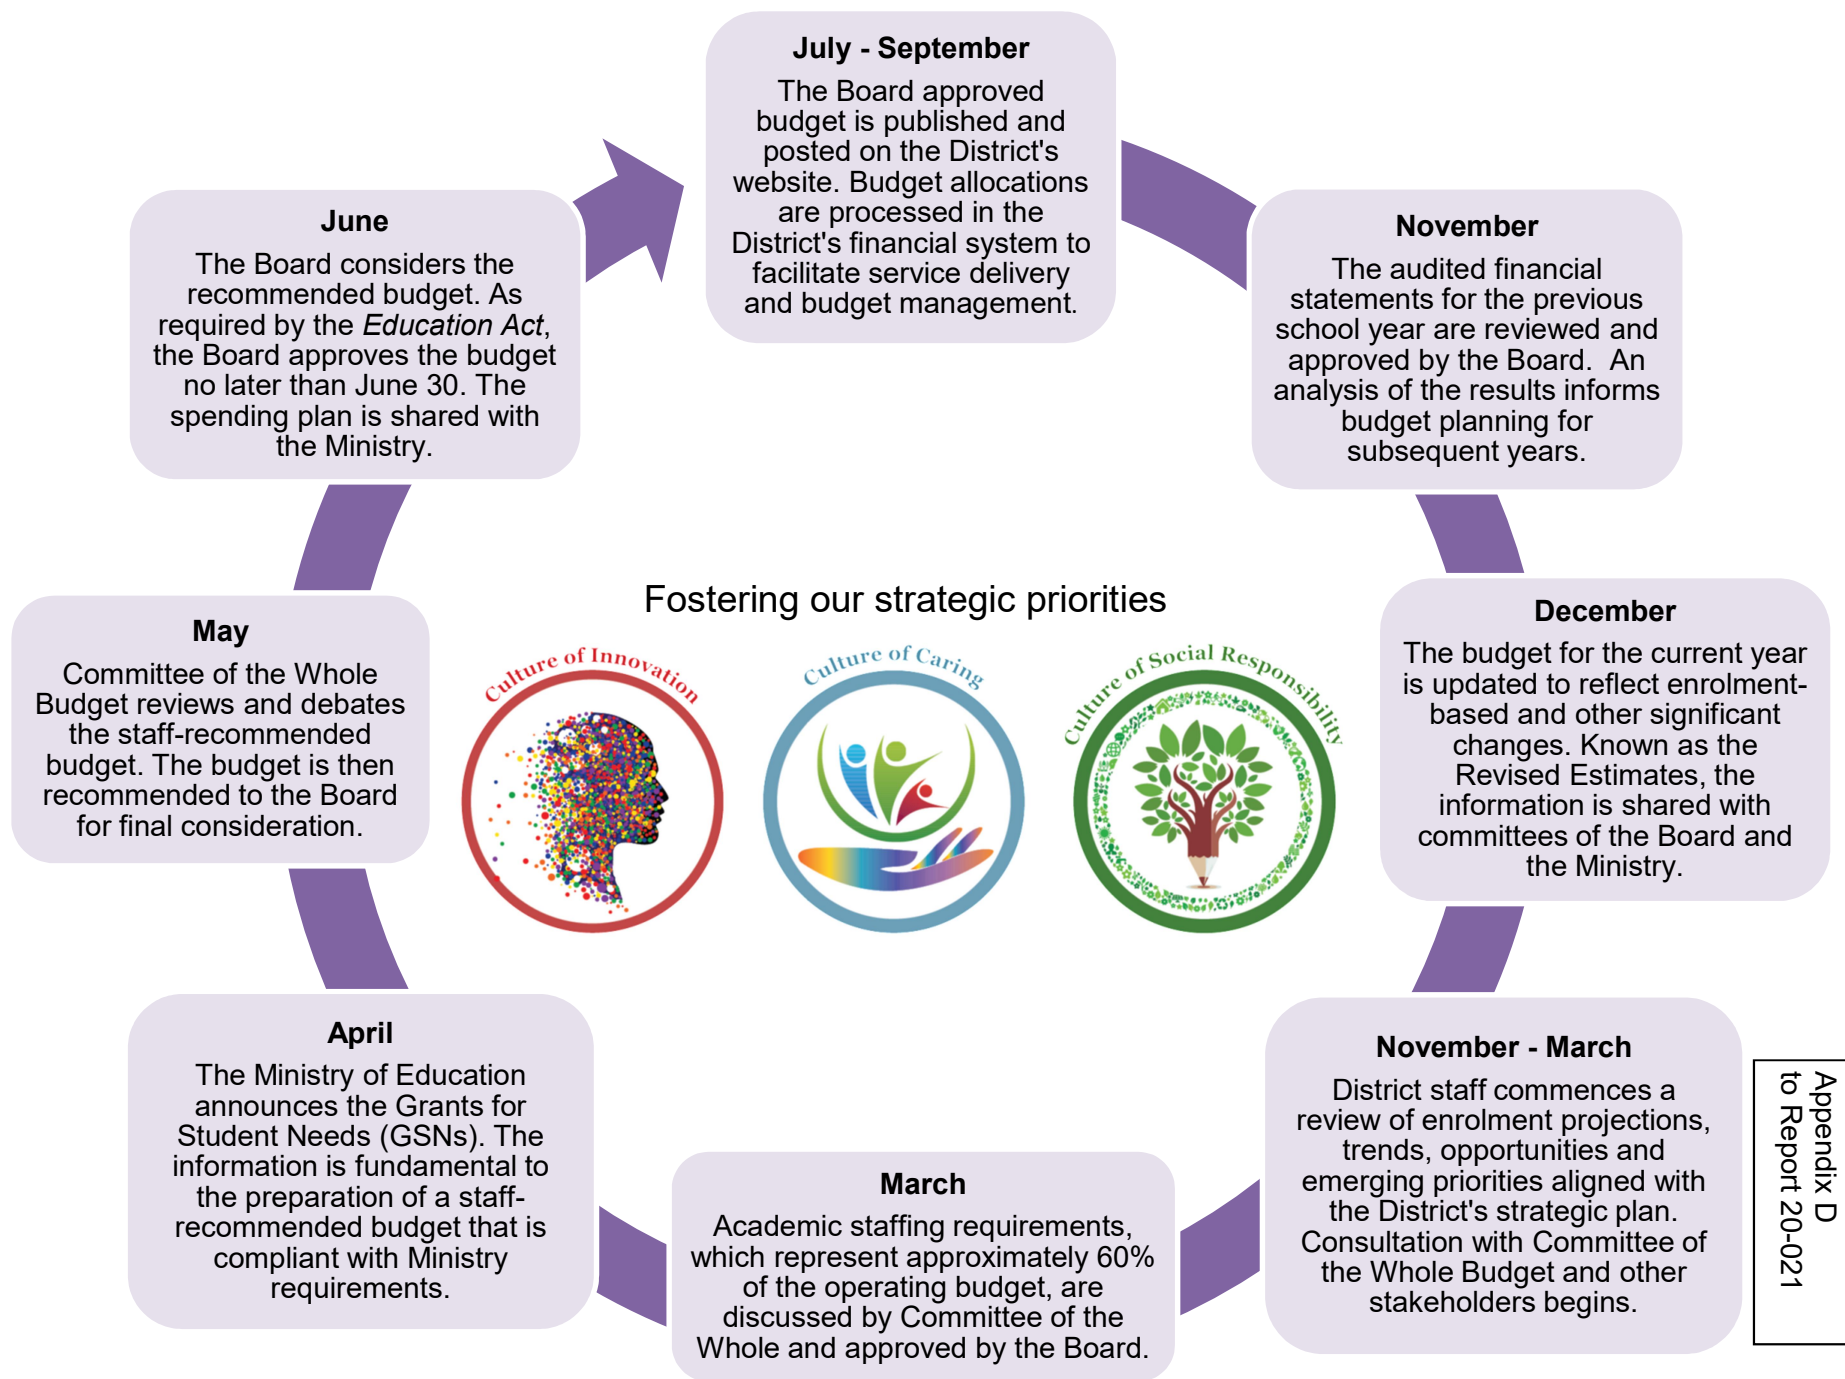 July - September
The Board approved
budget is published and
posted on the District's
website. Budget allocations
are processed in the
District's financial system to
facilitate service delivery
and budget management.
November
The audited financial
statements for the previous
school year are reviewed and
approved by the Board.  An
analysis of the results informs
budget planning for
subsequent years.
December
The budget for the current year
is updated to reflect enrolment-
based and other significant
changes. Known as the
Revised Estimates, the
information is shared with
committees of the Board and
the Ministry.
November - March
District staff commences a
review of enrolment projections,
trends, opportunities and
emerging priorities aligned with
the District's strategic plan.
Consultation with Committee of
the Whole Budget and other
stakeholders begins.
March
Academic staffing requirements,
which represent approximately 60%
of the operating budget, are
discussed by Committee of the
Whole and approved by the Board.
April
The Ministry of Education
announces the Grants for
Student Needs (GSNs). The
information is fundamental to
the preparation of a staff-
recommended budget that is
compliant with Ministry
requirements.
May
Committee of the Whole
Budget reviews and debates
the staff-recommended
budget. The budget is then
recommended to the Board
for final consideration.
June
The Board considers the
recommended budget. As
required by the Education Act,
the Board approves the budget
no later than June 30. The
spending plan is shared with
the Ministry.
Fostering our strategic priorities
Culture of Innovation
Culture of Caring
Culture of Social Responsibility
Appendix D
to Report 20-021